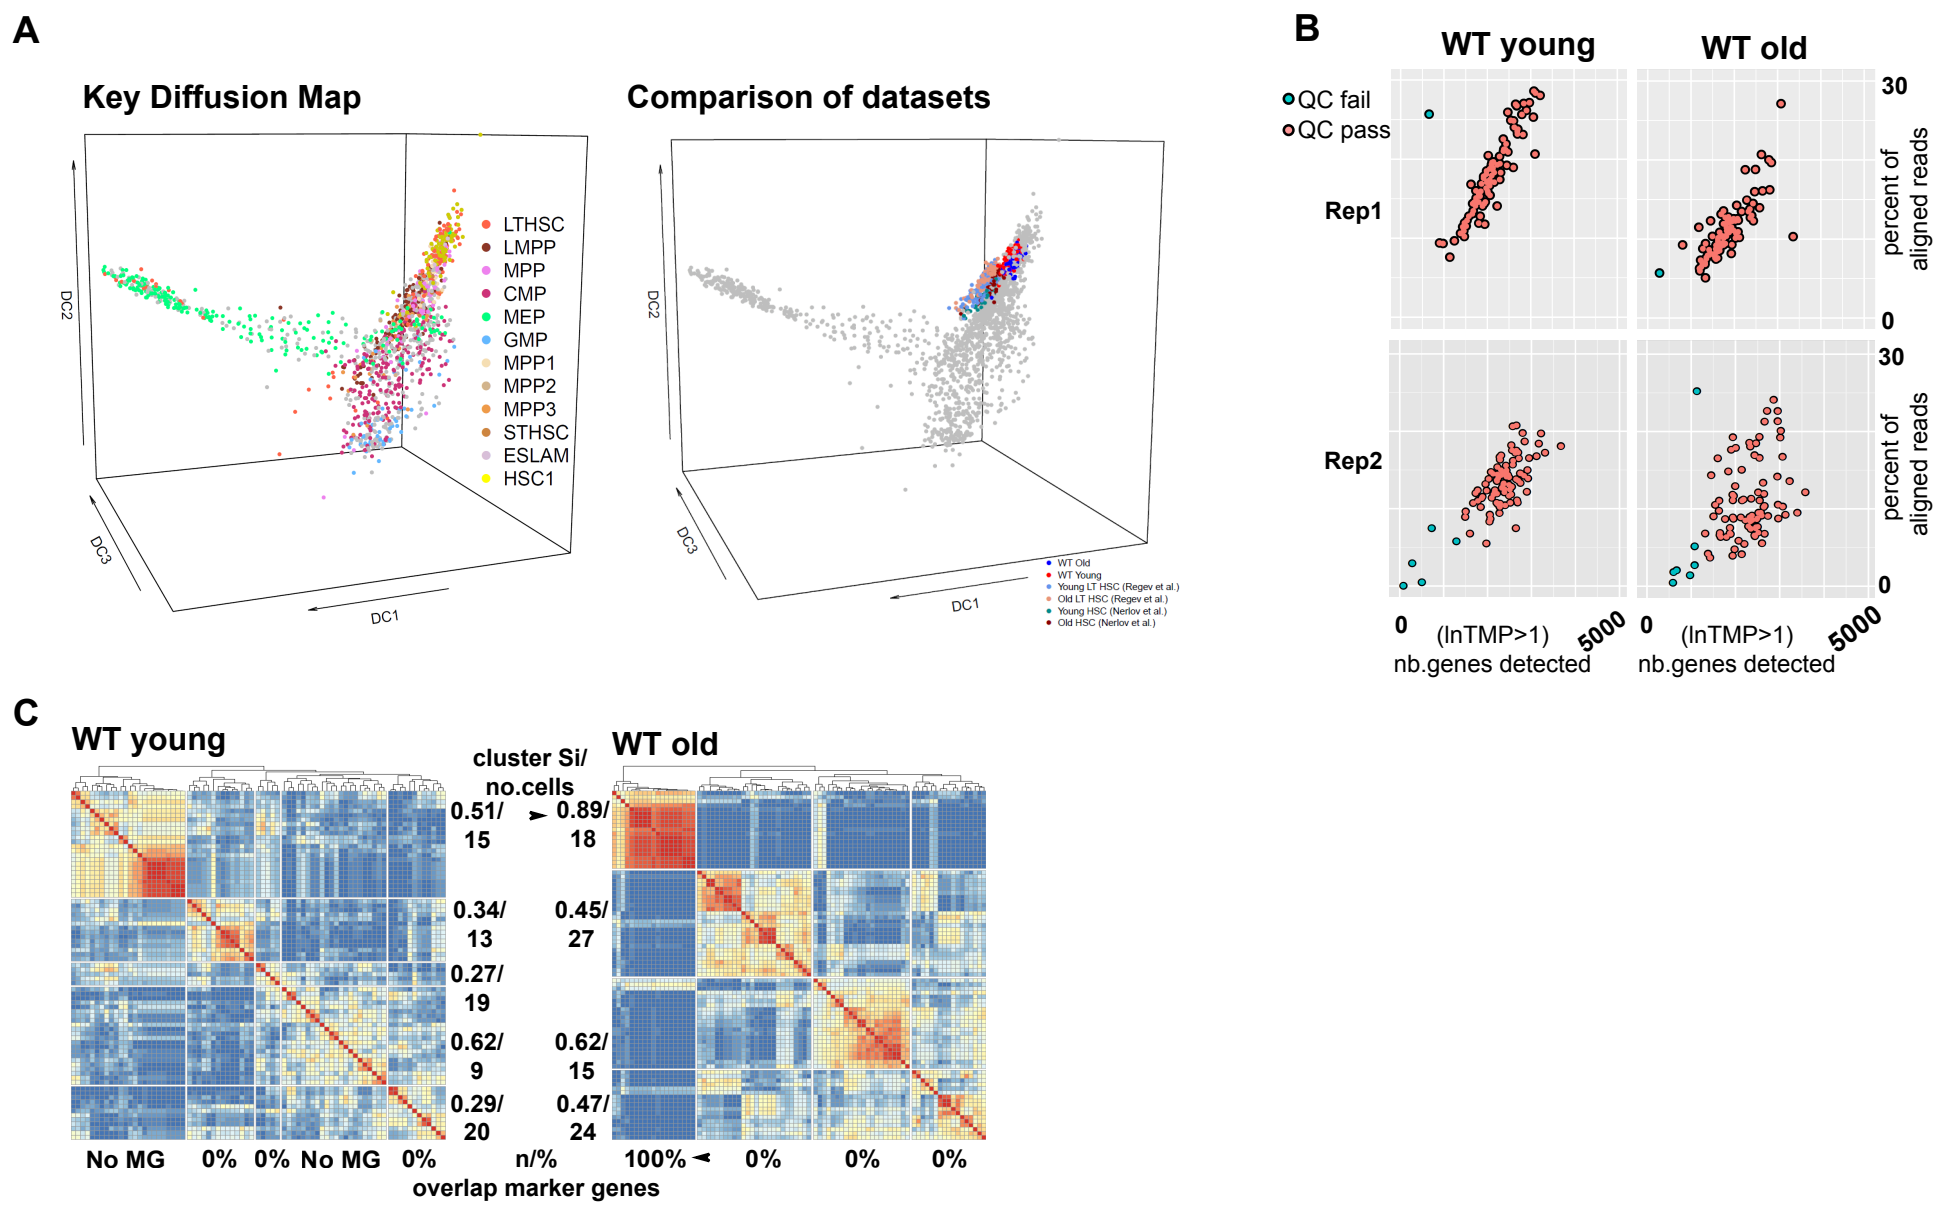 A
Key Diffusion Map
Comparison of datasets
DC2
DC3
DC1
LTHSC
LMPP
MPP
CMP
MEP
GMP
MPP1
MPP2
MPP3
STHSC
ESLAM
HSC1
DC2
DC3
DC1
WT Old
WT Young
Young LT HSC (Regev et al.)
Old LT HSC (Regev et al.)
Young HSC (Nerlov et al.)
Old HSC (Nerlov et al.)
B
WT young
WT old
QC fail
QC pass
Rep1
30
percent of
aligned reads
0
Rep2
30
percent of
aligned reads
0
0
(lnTMP>1)
5000
nb.genes detected
0
(lnTMP>1)
5000
nb.genes detected
C
WT young
cluster Si/
no.cells
WT old
0.51/
15
0.34/
13
0.27/
19
0.62/
9
0.29/
20
0.89/
18
0.45/
27
0.62/
15
0.47/
24
No MG 0% 0% No MG 0%
n/%
100% 0% 0% 0%
overlap marker genes